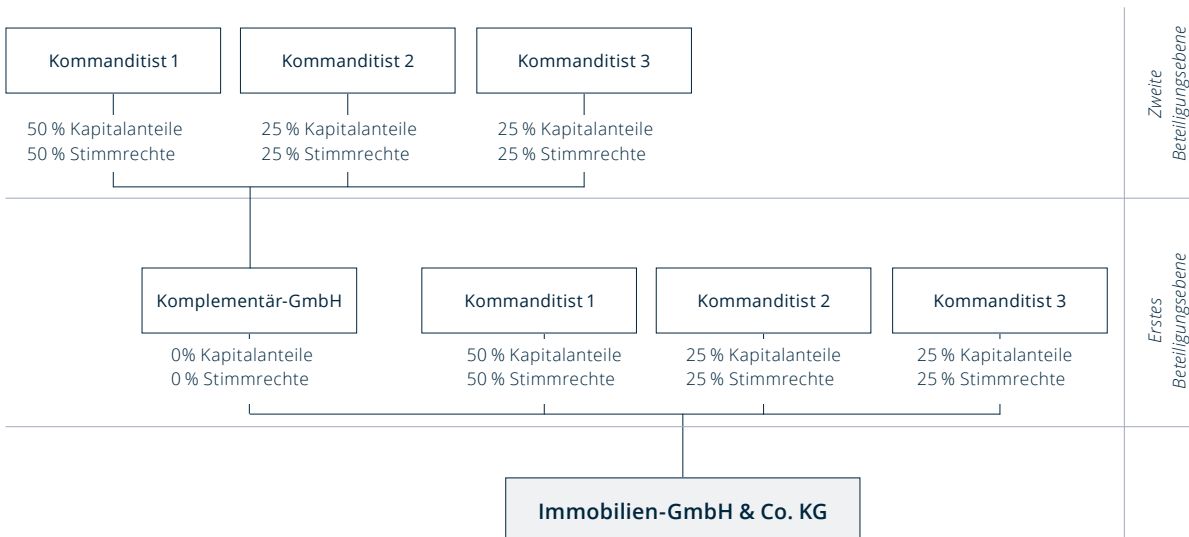 Kommanditist 1
Kommanditist 2
Kommanditist 3
50 % Kapitalanteile
50 % Stimmrechte
25 % Kapitalanteile
25 % Stimmrechte
25 % Kapitalanteile
25 % Stimmrechte
Zweite
Beteiligungsebene
Komplementär-GmbH
Kommanditist 1
Kommanditist 2
Kommanditist 3
0% Kapitalanteile
0 % Stimmrechte
50 % Kapitalanteile
50 % Stimmrechte
25 % Kapitalanteile
25 % Stimmrechte
25 % Kapitalanteile
25 % Stimmrechte
Erstes
Beteiligungsebene
Immobilien-GmbH & Co. KG